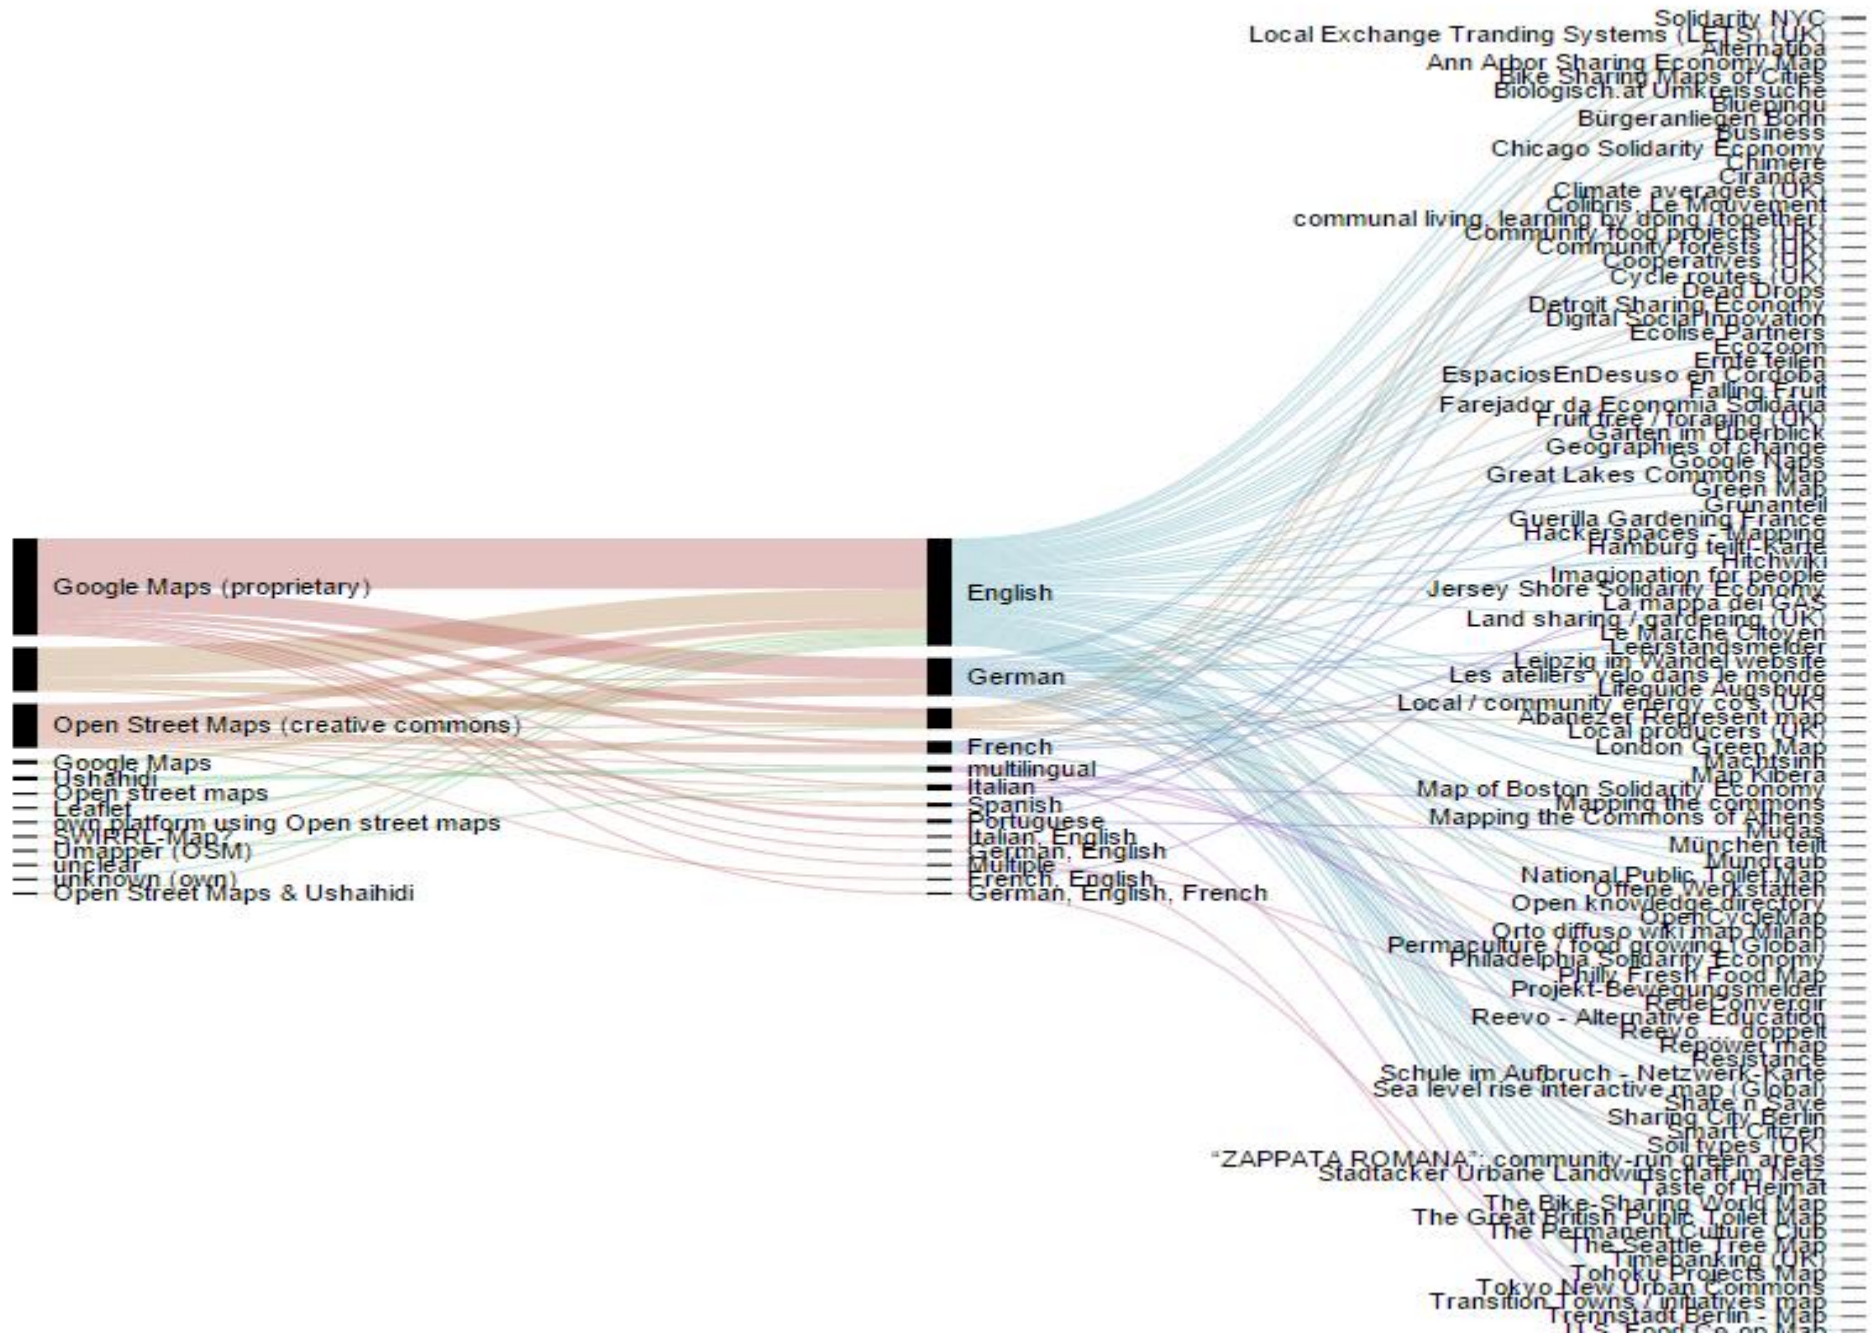 Google Maps (proprietary)
Open Street Maps (creative commons)
Google Maps
Ushahidi
Open street maps
Leaflet
own platform using Open street maps
SWIRRL-Map?
Umapper (OSM)
unclear
unknown (own)
Open Street Maps & Ushaihidi
English
German
French
multilingual
Italian
Spanish
Portuguese
Italian, English
German, English
Multiple
French, English
German, English, French
Solidarity NYC
Local Exchange Tranding Systems (LETS) (UK)
Alternatiba
Ann Arbor Sharing Economy Map
Bike Sharing Maps of Cities
Biologisch.at Umkreissuche
Bluepingu
Bürgeranliegen Bonn
Business
Chicago Solidarity Economy
Chimere
Cirandas
Climate averages (UK)
Colibris, Le Mouvement
communal living, learning by doing (together)
Community food projects (UK)
Community forests (UK)
Cooperatives (UK)
Cycle routes (UK)
Dead Drops
Detroit Sharing Economy
Digital Social Innovation
Ecolise Partners
Ecozoom
Ernte teilen
EspaciosEnDesuso en Córdoba
Falling Fruit
Farejador da Economia Solidária
Fruit tree / foraging (UK)
Gärten im Überblick
Geographies of change
Google Naps
Great Lakes Commons Map
Green Map
Grünanteil
Guerilla Gardening France
Hackerspaces - Mapping
Hamburg teilt!-Karte
Hitchwiki
Imagionation for people
Jersey Shore Solidarity Economy
La mappa dei GAS
Land sharing / gardening (UK)
Le Marché Citoyen
Leerstandsmelder
Leipzig im Wandel website
Les ateliers vélo dans le monde
Lifeguide Augsburg
Local / community energy co's (UK)
Abanezer Represent map
Local producers (UK)
London Green Map
Machtsinn
Map Kibera
Map of Boston Solidarity Economy
Mapping the commons
Mapping the Commons of Athens
Mudas
München teilt
Mundraub
National Public Toilet Map
Offene Werkstätten
Open knowledge directory
OpenCycleMap
Orto diffuso wiki map Milano
Permaculture / food growing (Global)
Philadelphia Solidarity Economy
Philly Fresh Food Map
Projekt-Bewegungsmelder
RedeConvergir
Reevo - Alternative Education
Reevo ... doppelt
Repower map
Resistance
Schule im Aufbruch - Netzwerk-Karte
Sea level rise interactive map (Global)
Share n Save
Sharing City Berlin
Smart Citizen
Soil types (UK)
“ZAPPATA ROMANA”: community-run green areas
Stadtacker Urbane Landwirtschaft im Netz
Taste of Heimat
The Bike-Sharing World Map
The Great British Public Toilet Map
The Permanent Culture Club
The Seattle Tree Map
Timebanking (UK)
Tohoku Projects Map
Tokyo New Urban Commons
Transition Towns / initiatives map
Trennstadt Berlin - Map
U.S. Food Co-op Map